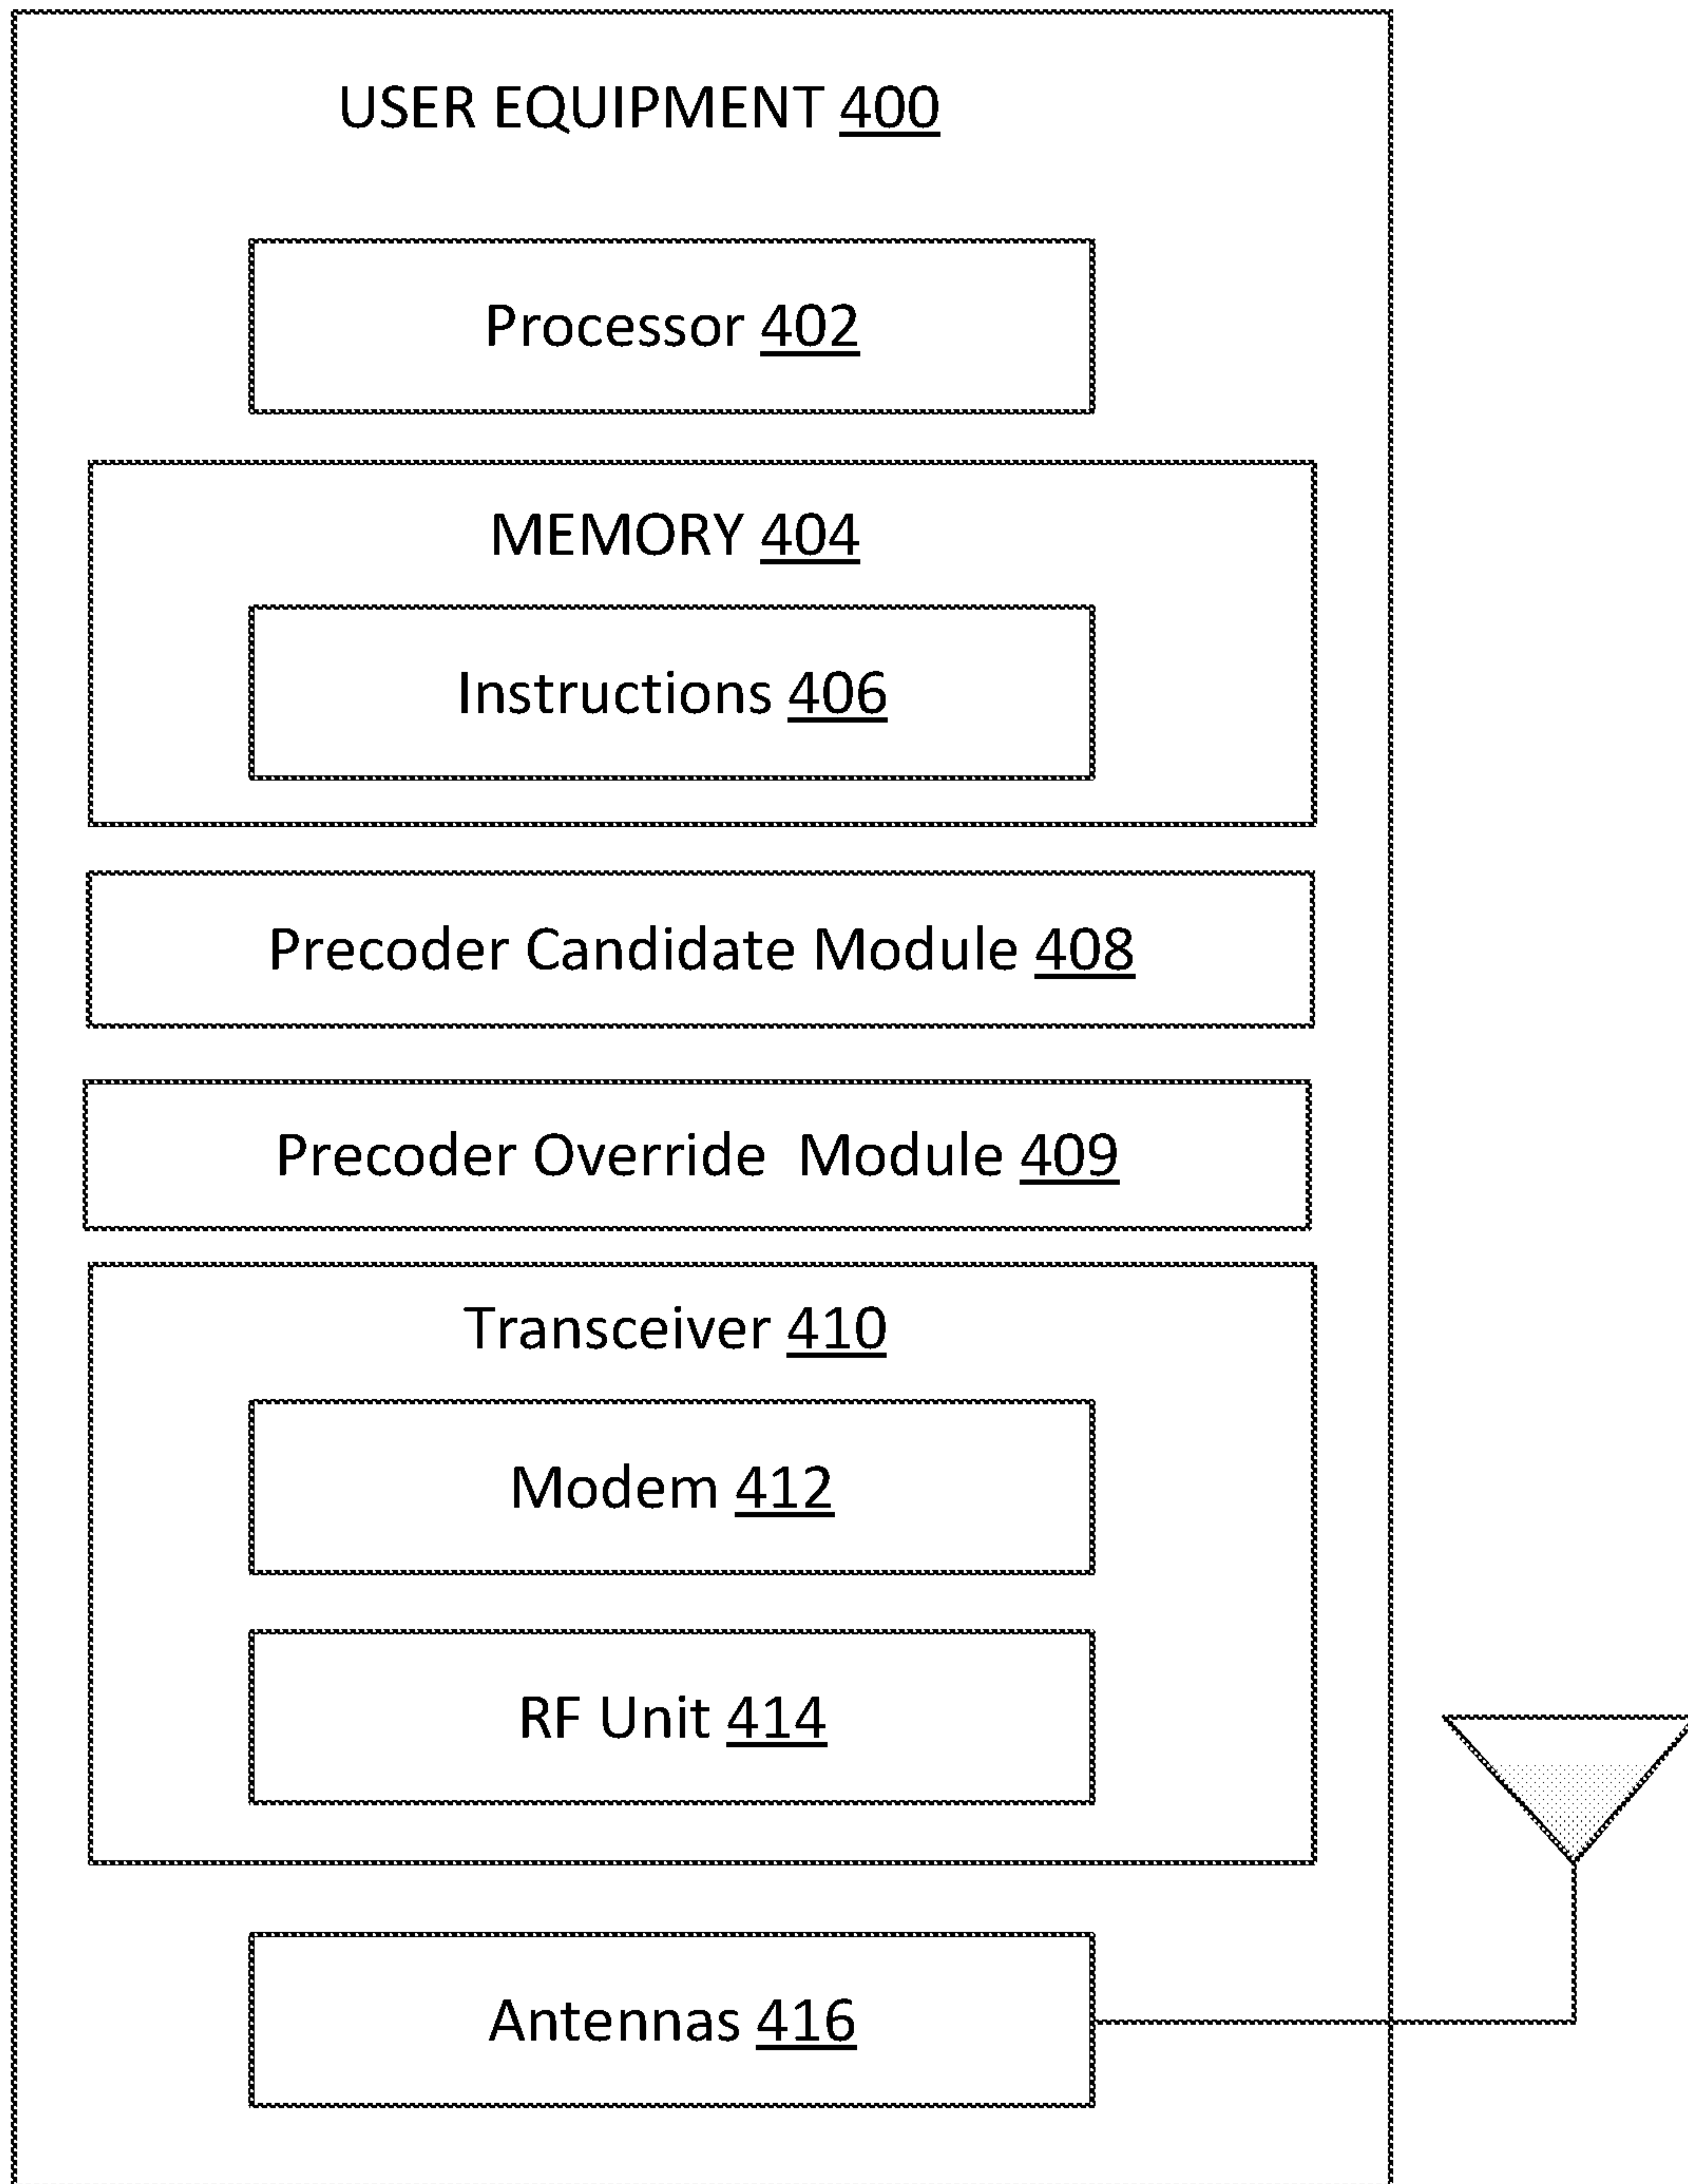 USER EQUIPMENT 400
Processor 402
MEMORY 404
Instructions 406
Precoder Candidate Module 408
Precoder Override Module 409
Transceiver 410
Modem 412
RF Unit 414
Antennas 416